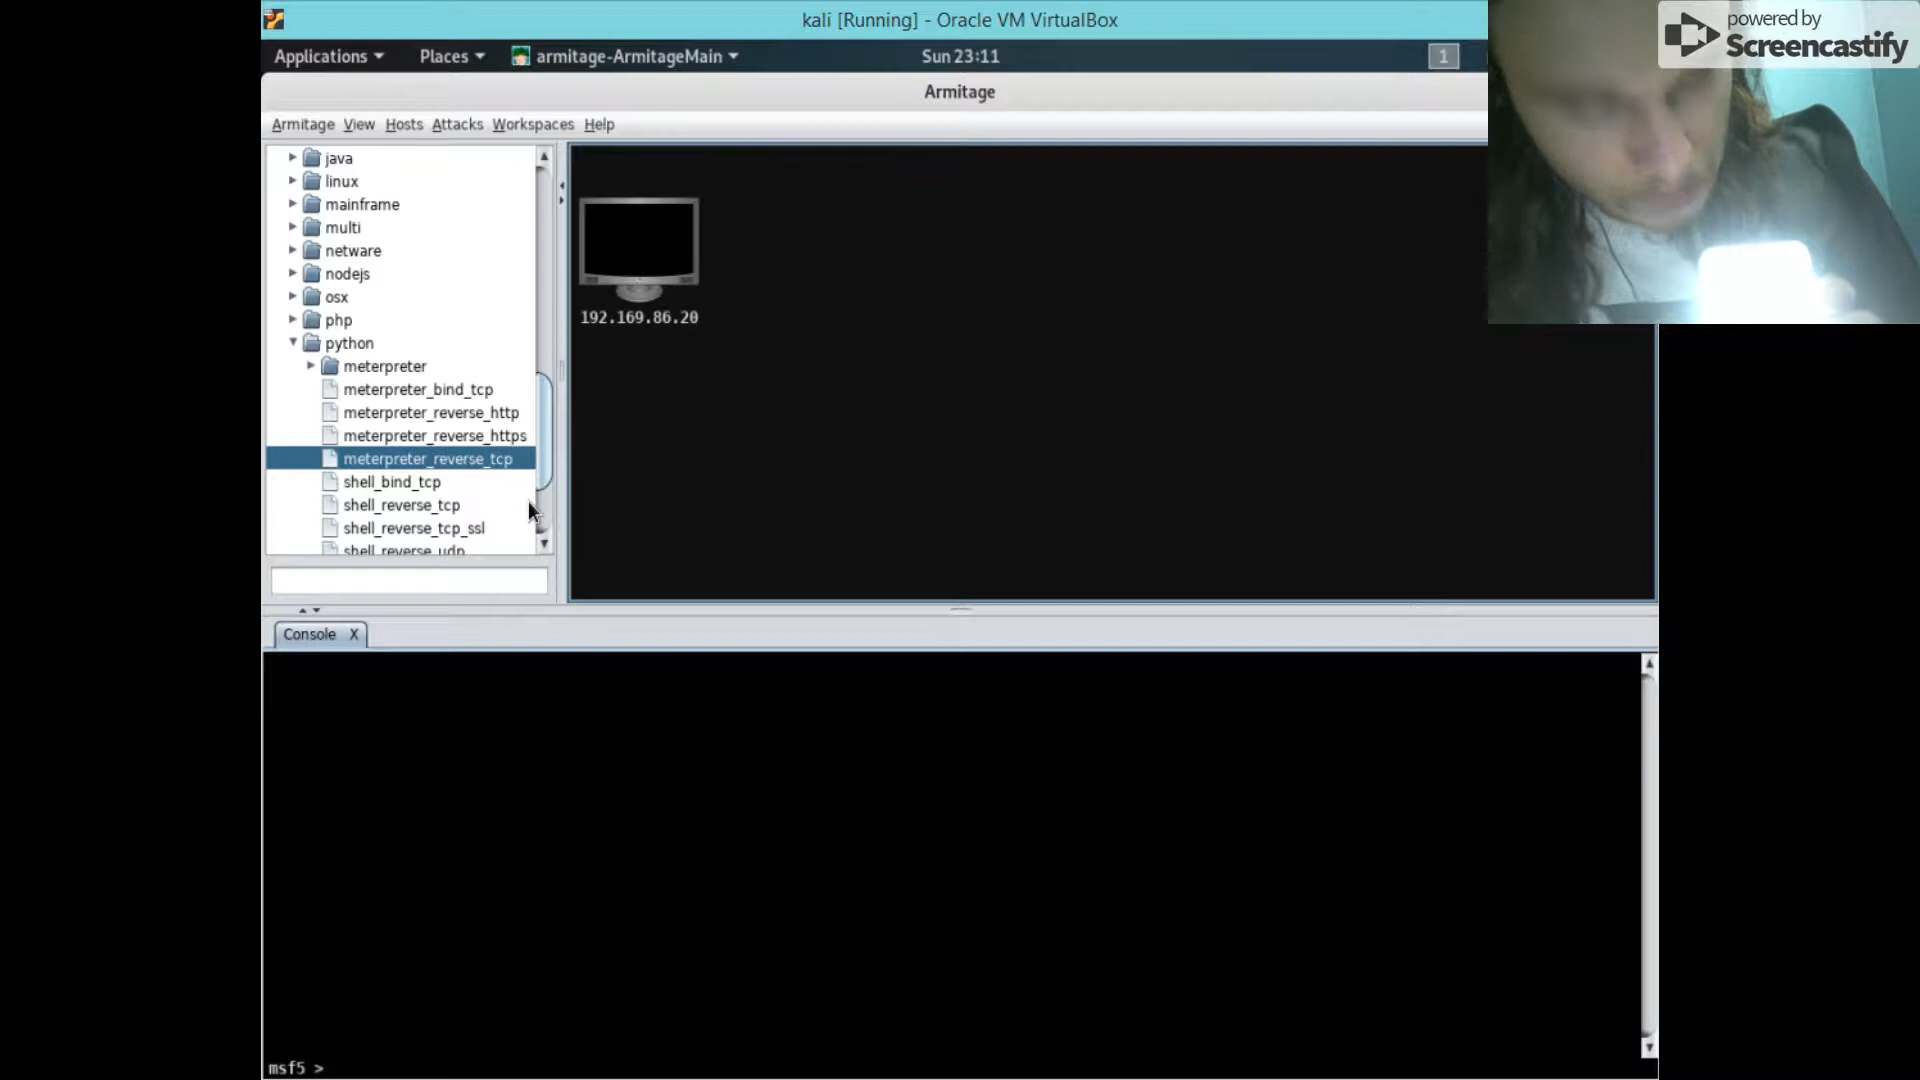 kali [Running] - Oracle VM VirtualBox
powered by
Screencastify
Applications Places armitage-ArmitageMain Sun 23:11 1
Armitage
Armitage View Hosts Attacks Workspaces Help
java
linux
mainframe
multi
netware
nodejs
osx
php
python
meterpreter
meterpreter_bind_tcp
meterpreter_reverse_http
meterpreter_reverse_https
meterpreter_reverse_tcp
shell_bind_tcp
shell_reverse_tcp
shell_reverse_tcp_ssl
shell_reverse_udp
192.169.86.20
Console X
msf5 >